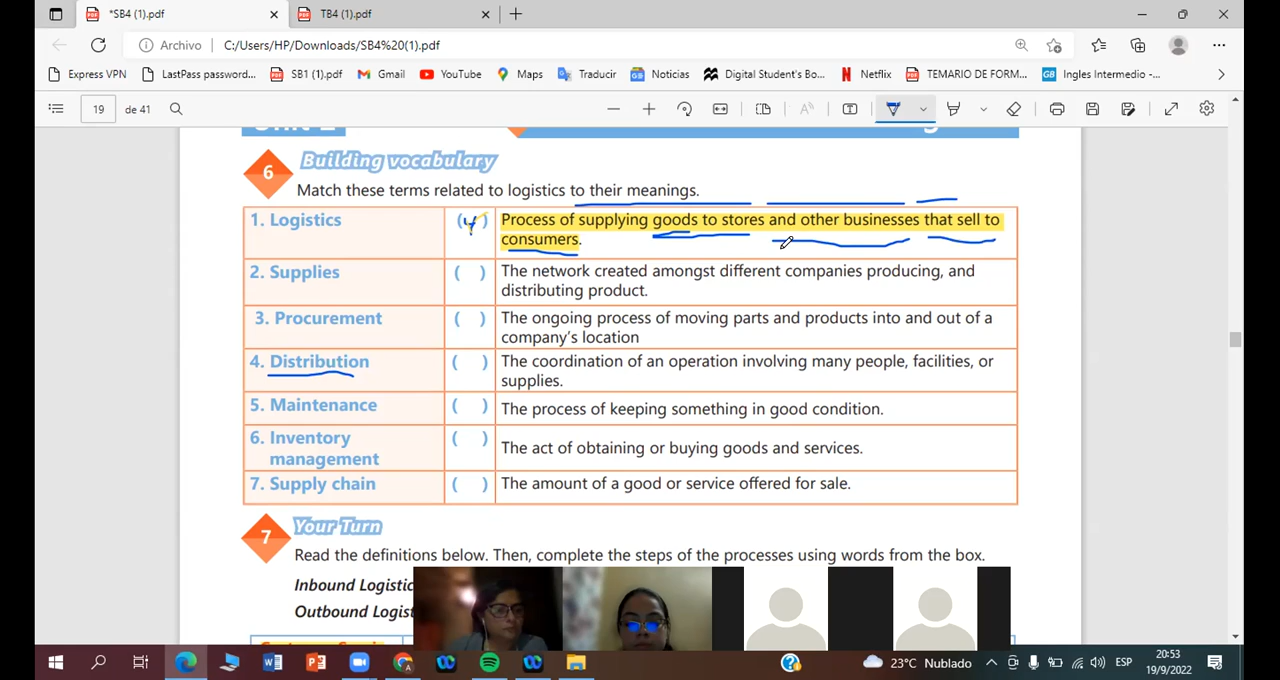 *SB4 (1).pdf
TB4 (1).pdf
Archivo
C:/Users/HP/Downloads/SB4%20(1).pdf
Express VPN
LastPass password...
SB1 (1).pdf
Gmail
YouTube
Maps
Traducir
Noticias
Digital Student's Bo...
Netflix
TEMARIO DE FORM...
Ingles Intermedio -...
19 de 41
6 Building vocabulary
Match these terms related to logistics to their meanings.
1. Logistics (4) Process of supplying goods to stores and other businesses that sell to
consumers.
2. Supplies ( ) The network created amongst different companies producing, and
distributing product.
3. Procurement ( ) The ongoing process of moving parts and products into and out of a
company's location
4. Distribution ( ) The coordination of an operation involving many people, facilities, or
supplies.
5. Maintenance ( ) The process of keeping something in good condition.
6. Inventory
management ( ) The act of obtaining or buying goods and services.
7. Supply chain ( ) The amount of a good or service offered for sale.
7 Your Turn
Read the definitions below. Then, complete the steps of the processes using words from the box.
Inbound Logistic
Outbound Logist
23°C Nublado
ESP
20:53
19/9/2022